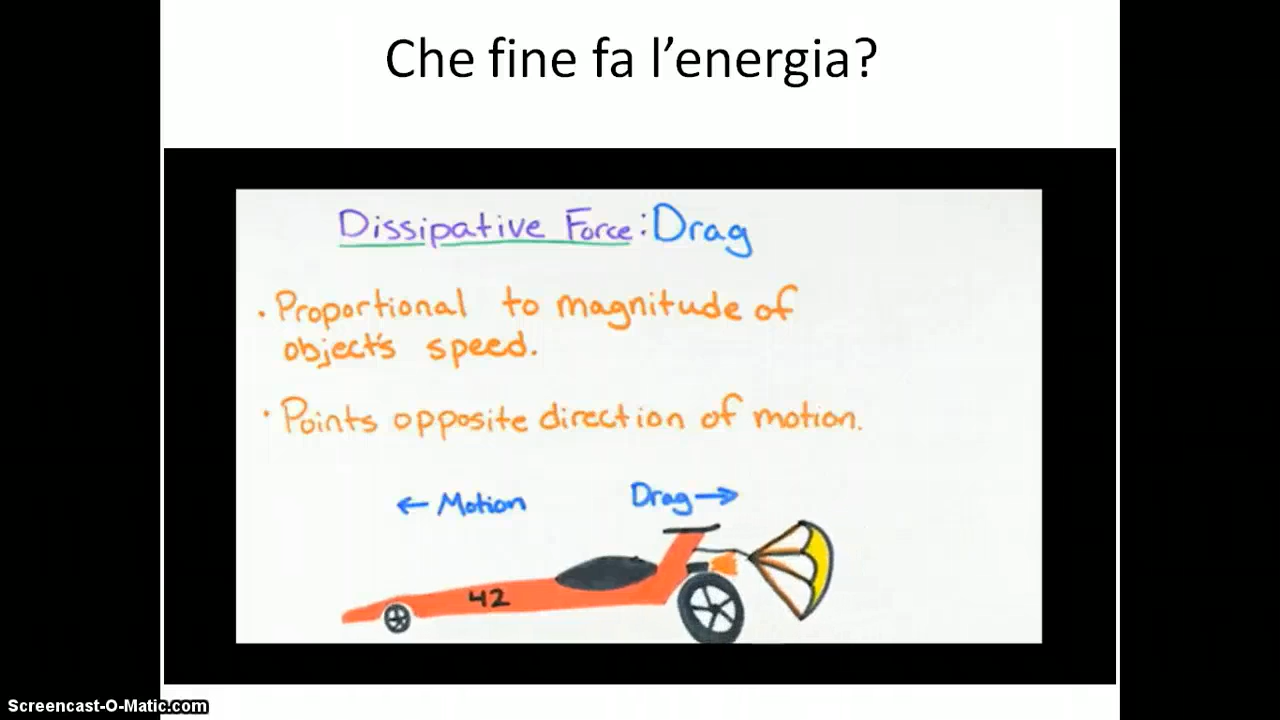 Che fine fa l'energia?
Dissipative Force: Drag
• Proportional to magnitude of
object's speed.
• Points opposite direction of motion.
← Motion Drag →
42
Screencast-O-Matic.com